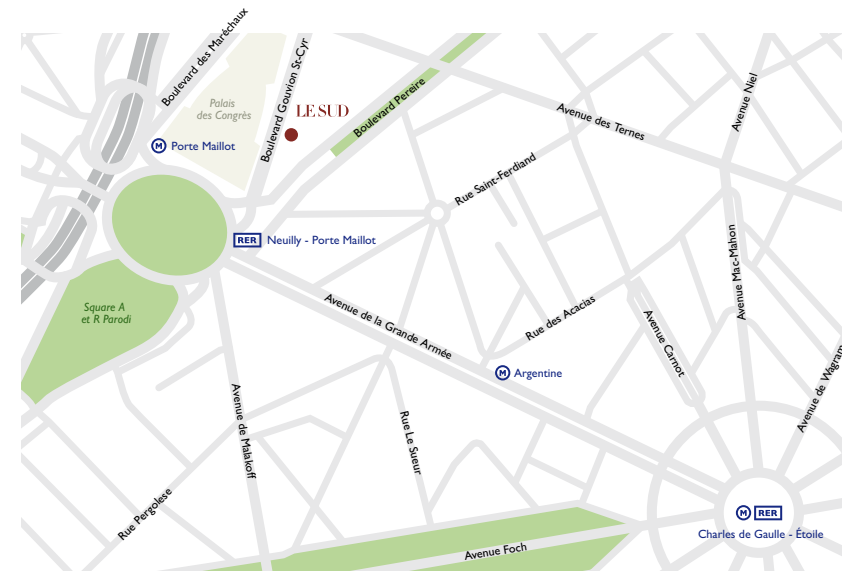 Boulevard des Maréchaux
Palais
des Congrès
Boulevard Gouvion St-Cyr
LE SUD
Boulevard Pereire
Avenue des Ternes
Avenue Niel
M Porte Maillot
Rue Saint-Ferdiand
RER Neuilly - Porte Maillot
Avenue Mac-Mahon
Square A
et R Parodi
Avenue de la Grande Armée
Rue des Acacias
Avenue Carnot
M Argentine
Avenue de Wagram
Avenue de Malakoff
Rue Le Sueur
Rue Pergolese
M RER
Charles de Gaulle - Étoile
Avenue Foch